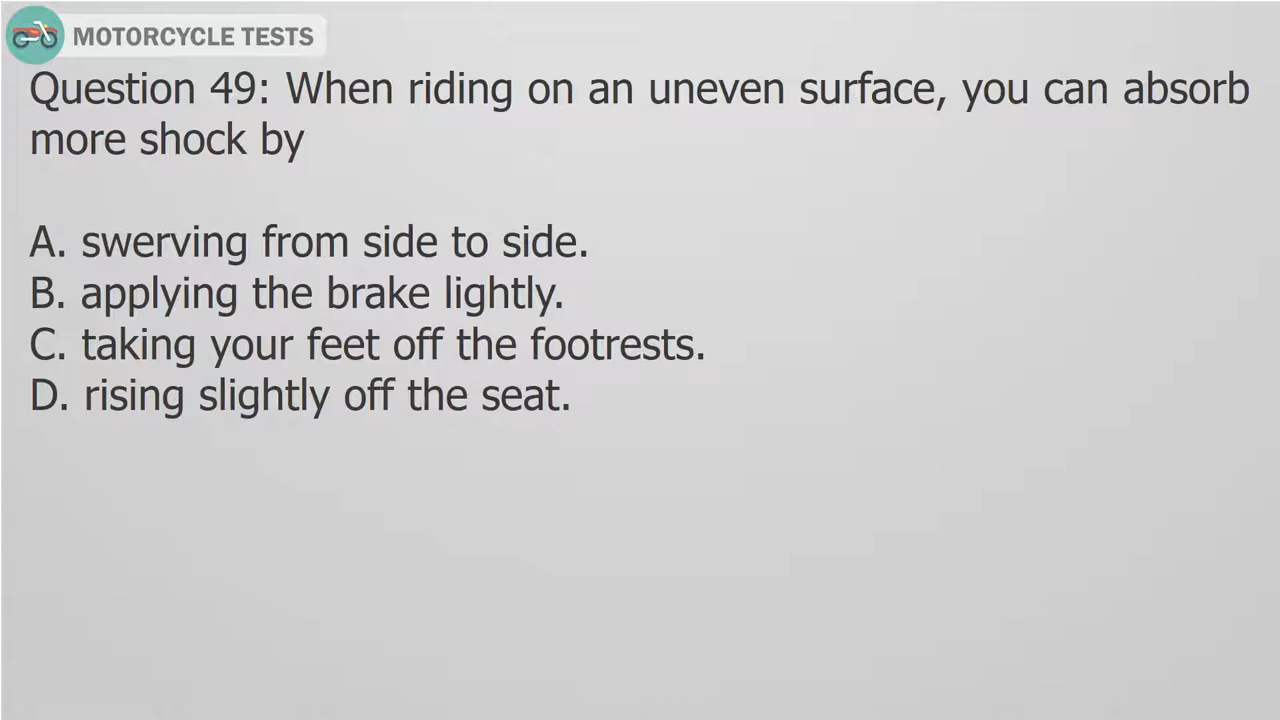 MOTORCYCLE TESTS
Question 49: When riding on an uneven surface, you can absorb
more shock by
A. swerving from side to side.
B. applying the brake lightly.
C. taking your feet off the footrests.
D. rising slightly off the seat.